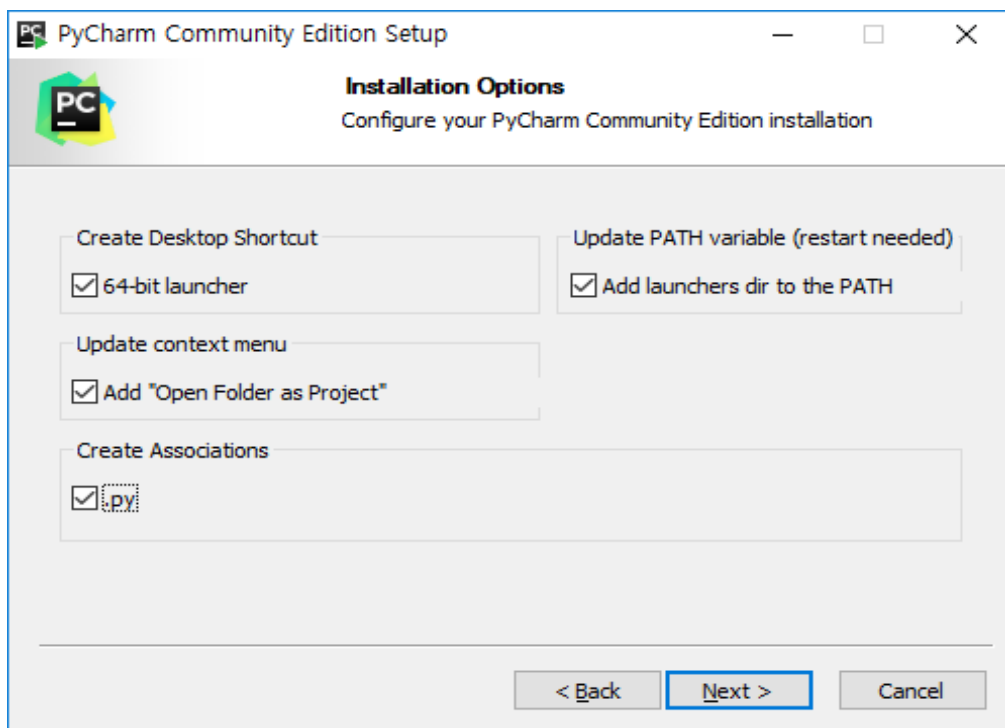 PyCharm Community Edition Setup
PC
Installation Options
Configure your PyCharm Community Edition installation
Create Desktop Shortcut
64-bit launcher
Update PATH variable (restart needed)
Add launchers dir to the PATH
Update context menu
Add "Open Folder as Project"
Create Associations
.py
< Back
Next >
Cancel